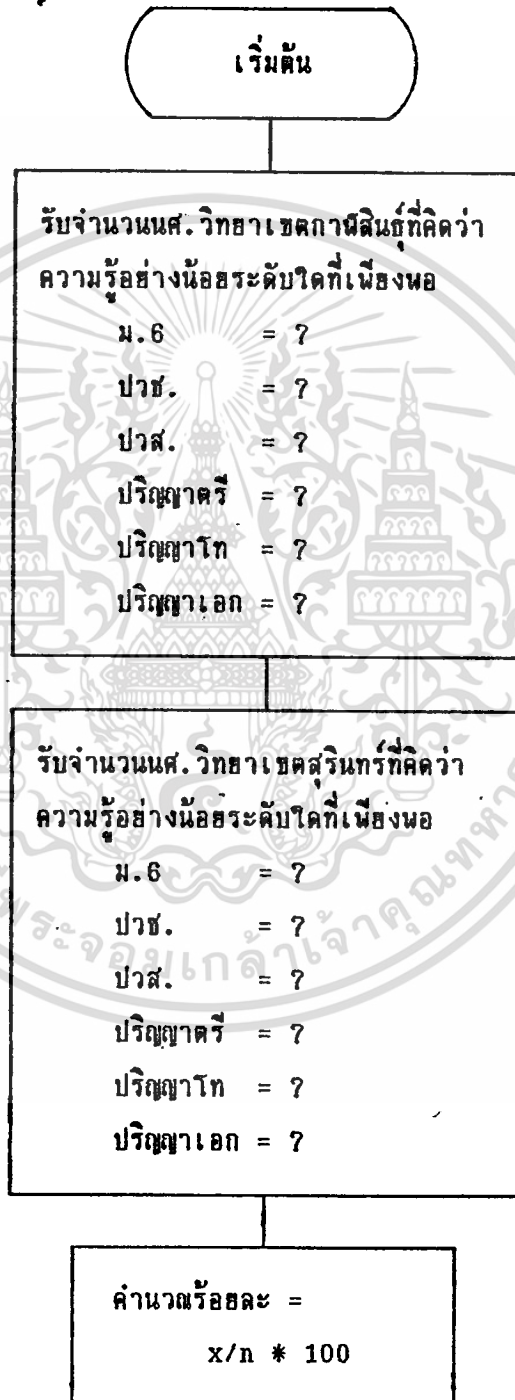 เริ่มต้น
รับจำนวนนศ.วิทยาเขตกาฬสินธุ์ที่คิดว่า
ความรู้อย่างน้อยระดับใดที่เพียงพอ
ม.6 = ?
ปวช. = ?
ปวส. = ?
ปริญญาตรี = ?
ปริญญาโท = ?
ปริญญาเอก = ?
รับจำนวนนศ.วิทยาเขตสุรินทร์ที่คิดว่า
ความรู้อย่างน้อยระดับใดที่เพียงพอ
ม.6 = ?
ปวช. = ?
ปวส. = ?
ปริญญาตรี = ?
ปริญญาโท = ?
ปริญญาเอก = ?
คำนวณร้อยละ =
x/n * 100